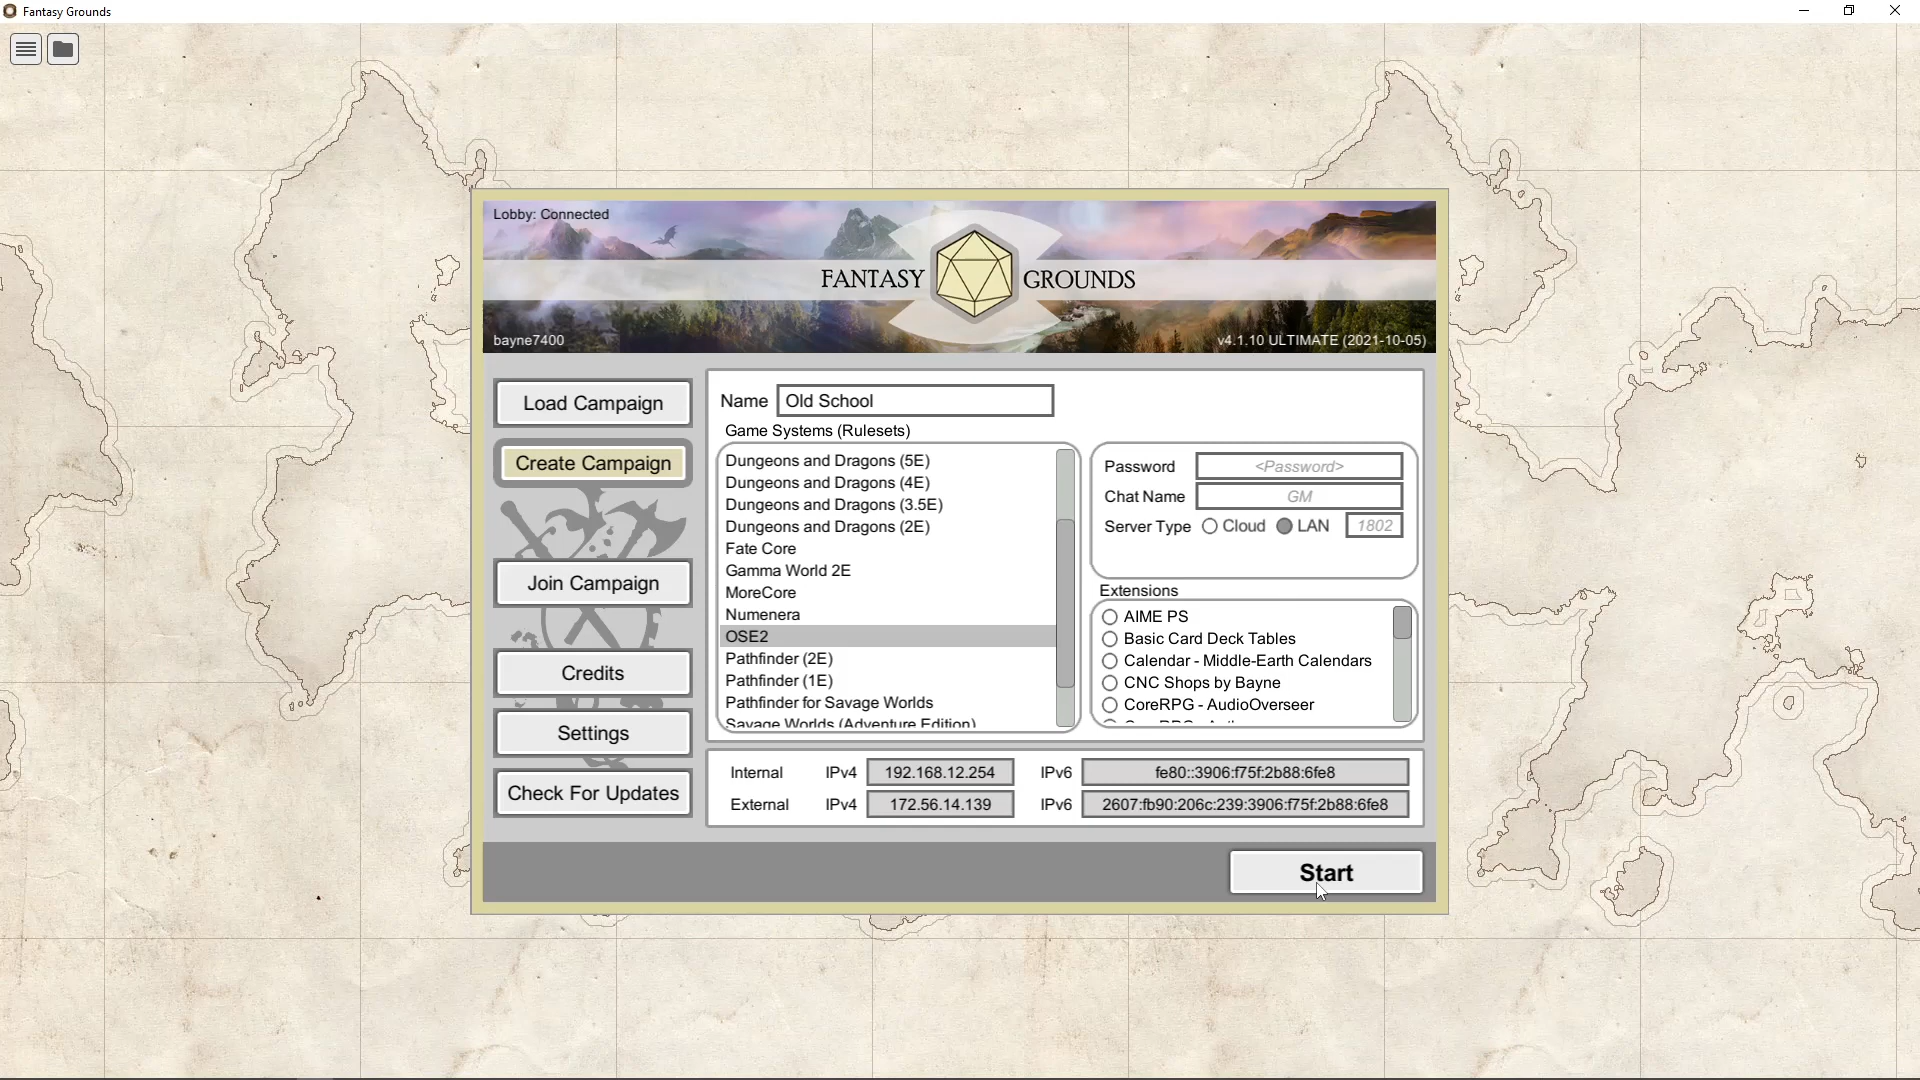 Fantasy Grounds
Lobby: Connected
FANTASY GROUNDS
bayne7400
v4.1.10 ULTIMATE (2021-10-05)
Load Campaign
Create Campaign
Join Campaign
Credits
Settings
Check For Updates
Name Old School
Game Systems (Rulesets)
Dungeons and Dragons (5E)
Dungeons and Dragons (4E)
Dungeons and Dragons (3.5E)
Dungeons and Dragons (2E)
Fate Core
Gamma World 2E
MoreCore
Numenera
OSE2
Pathfinder (2E)
Pathfinder (1E)
Pathfinder for Savage Worlds
Savage Worlds (Adventure Edition)
Password <Password>
Chat Name GM
Server Type Cloud LAN 1802
Extensions
AIME PS
Basic Card Deck Tables
Calendar - Middle-Earth Calendars
CNC Shops by Bayne
CoreRPG - AudioOverseer
Internal IPv4 192.168.12.254 IPv6 fe80::3906:f75f:2b88:6fe8
External IPv4 172.56.14.139 IPv6 2607:fb90:206c:239:3906:f75f:2b88:6fe8
Start